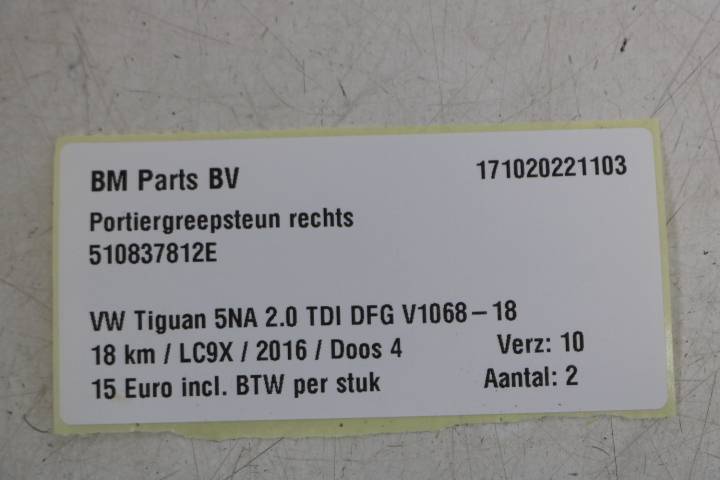 BM Parts BV 171020221103
Portiergreepsteun rechts
510837812E
VW Tiguan 5NA 2.0 TDI DFG V1068-18
18 km / LC9X / 2016 / Doos 4 Verz: 10
15 Euro incl. BTW per stuk Aantal: 2